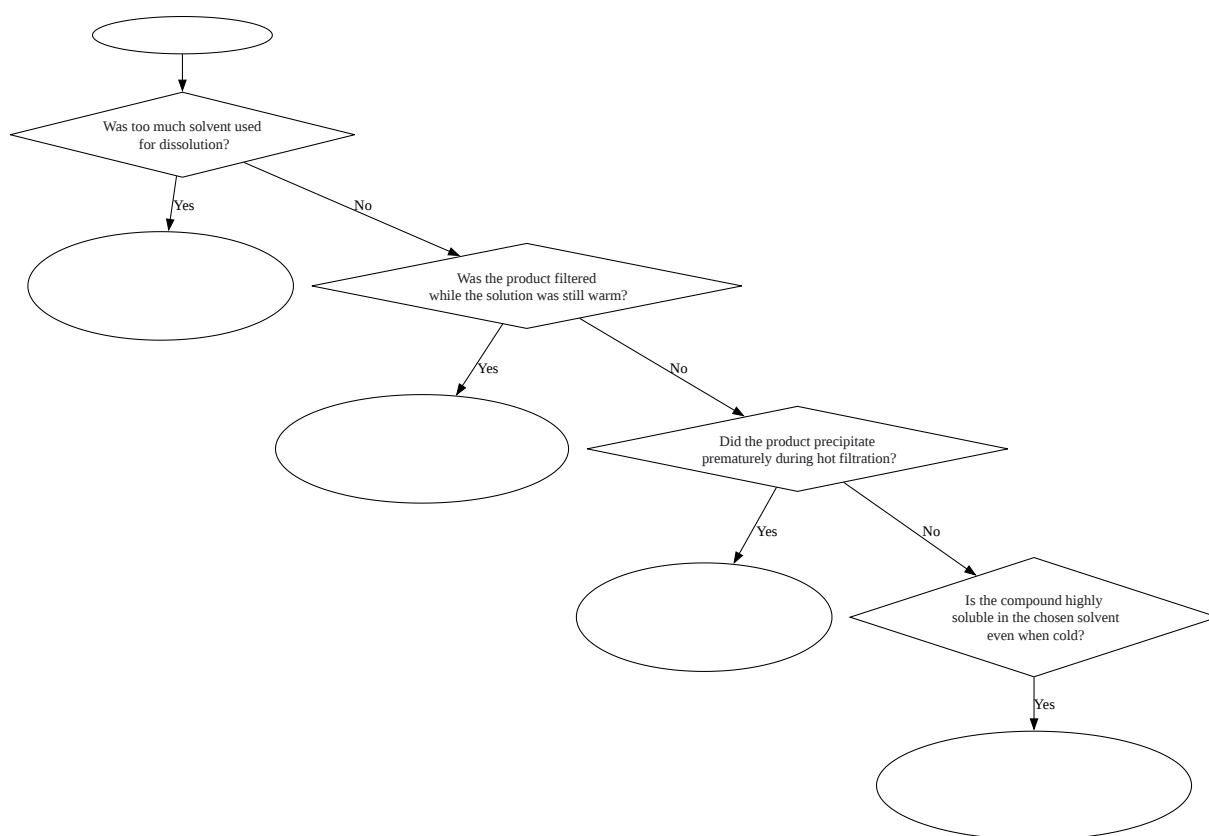 Was too much solvent used
for dissolution?
Yes
No
Was the product filtered
while the solution was still warm?
Yes
No
Did the product precipitate
prematurely during hot filtration?
Yes
No
Is the compound highly
soluble in the chosen solvent
even when cold?
Yes